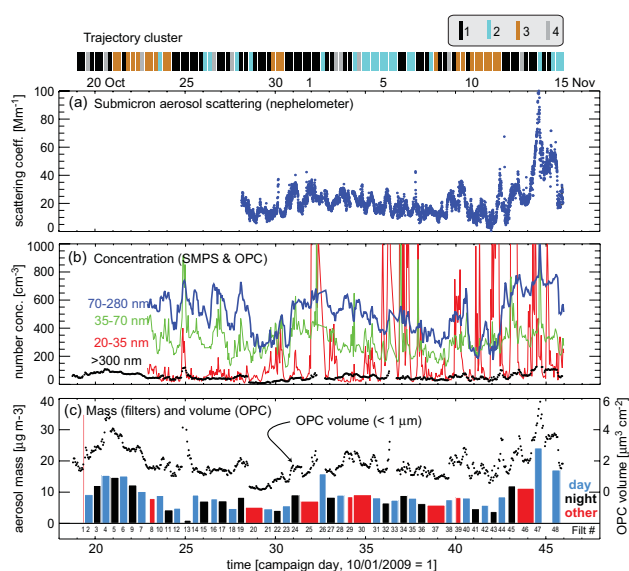 Trajectory cluster
1 2 3 4
20 Oct 25 30 1 5 10 15 Nov
(a) Submicron aerosol scattering (nephelometer)
scattering coeff. [Mm-1]
100
80
60
40
20
0
(b) Concentration (SMPS & OPC)
number conc. [cm-3]
1000
800
600
400
200
0
70-280 nm
35-70 nm
20-35 nm
>300 nm
(c) Mass (filters) and volume (OPC)
OPC volume (< 1 μm)
aerosol mass [μg m-3]
40
30
20
10
0
6
4
2
0
OPC volume [μm3 cm-3]
day
night
other
Filt #
1 2 3 4 5 6 9 7 8 10 11 12 13 14 15 16 17 18 19 20 20 21 22 24 25 26 27 28 29 30 31 32 33 34 35 36 37 38 39 40 41 42 43 44 45 46 47 48
20 25 30 35 40 45
time [campaign day, 10/01/2009 = 1]